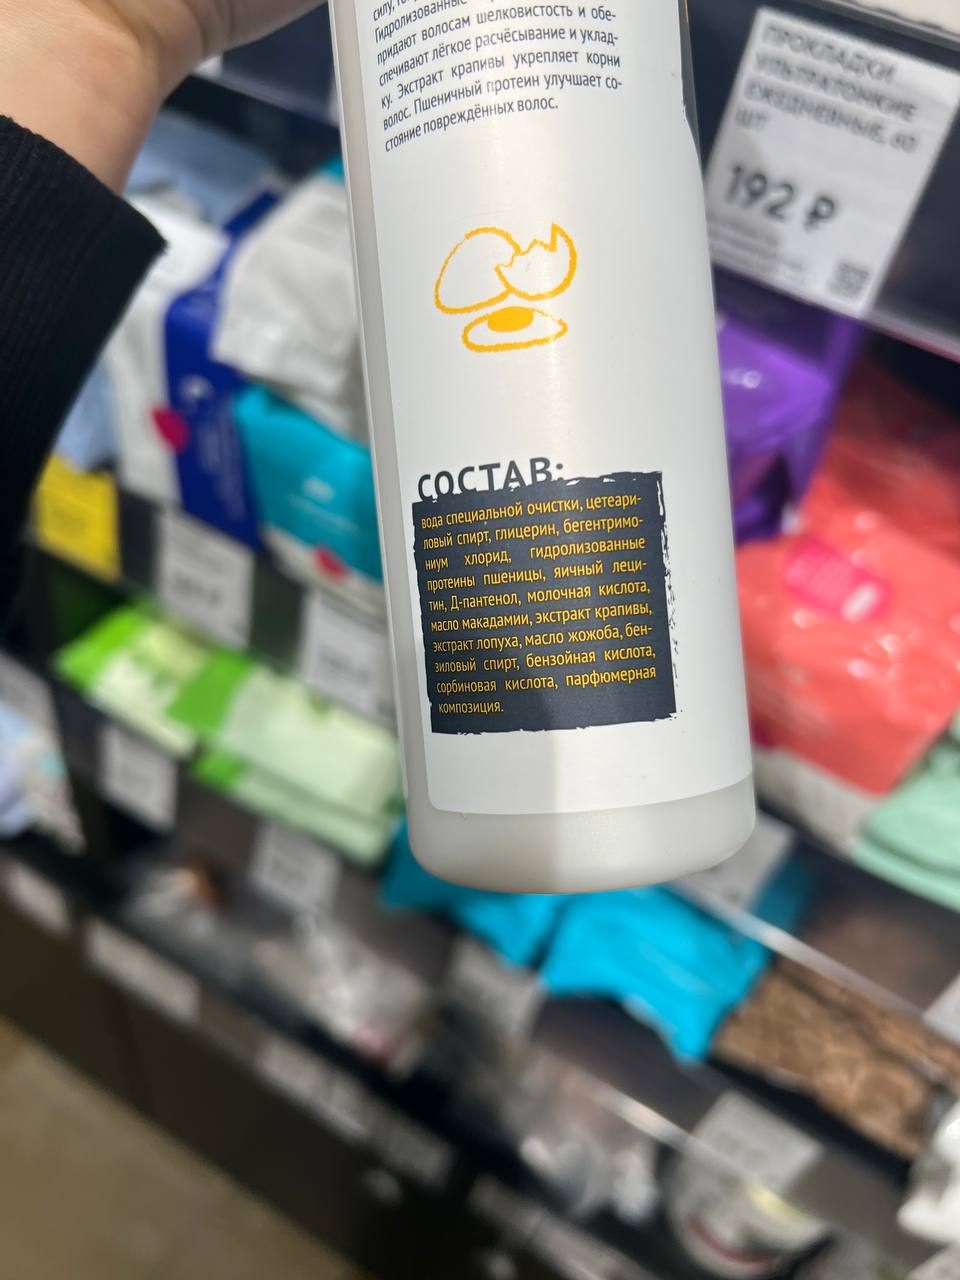 силу,
Гидролизованные
придают волосам шелковистость и обе-
спечивают лёгкое расчёсывание и уклад-
ку. Экстракт крапивы укрепляет корни
волос. Пшеничный протеин улучшает со-
стояние повреждённых волос.
СОСТАВ:
вода специальной очистки, цетеари-
ловый спирт, глицерин, бегентримо-
ниум хлорид, гидролизованные
протеины пшеницы, яичный леци-
тин, Д-пантенол, молочная кислота,
масло макадамии, экстракт крапивы,
экстракт лопуха, масло жожоба, бен-
зиловый спирт, бензойная кислота,
сорбиновая кислота, парфюмерная
композиция.
ПРОКЛАДКИ
УЛЬТРАТОНКИЕ
ЕЖЕДНЕВНЫЕ, 60
ШТ
192 ₽